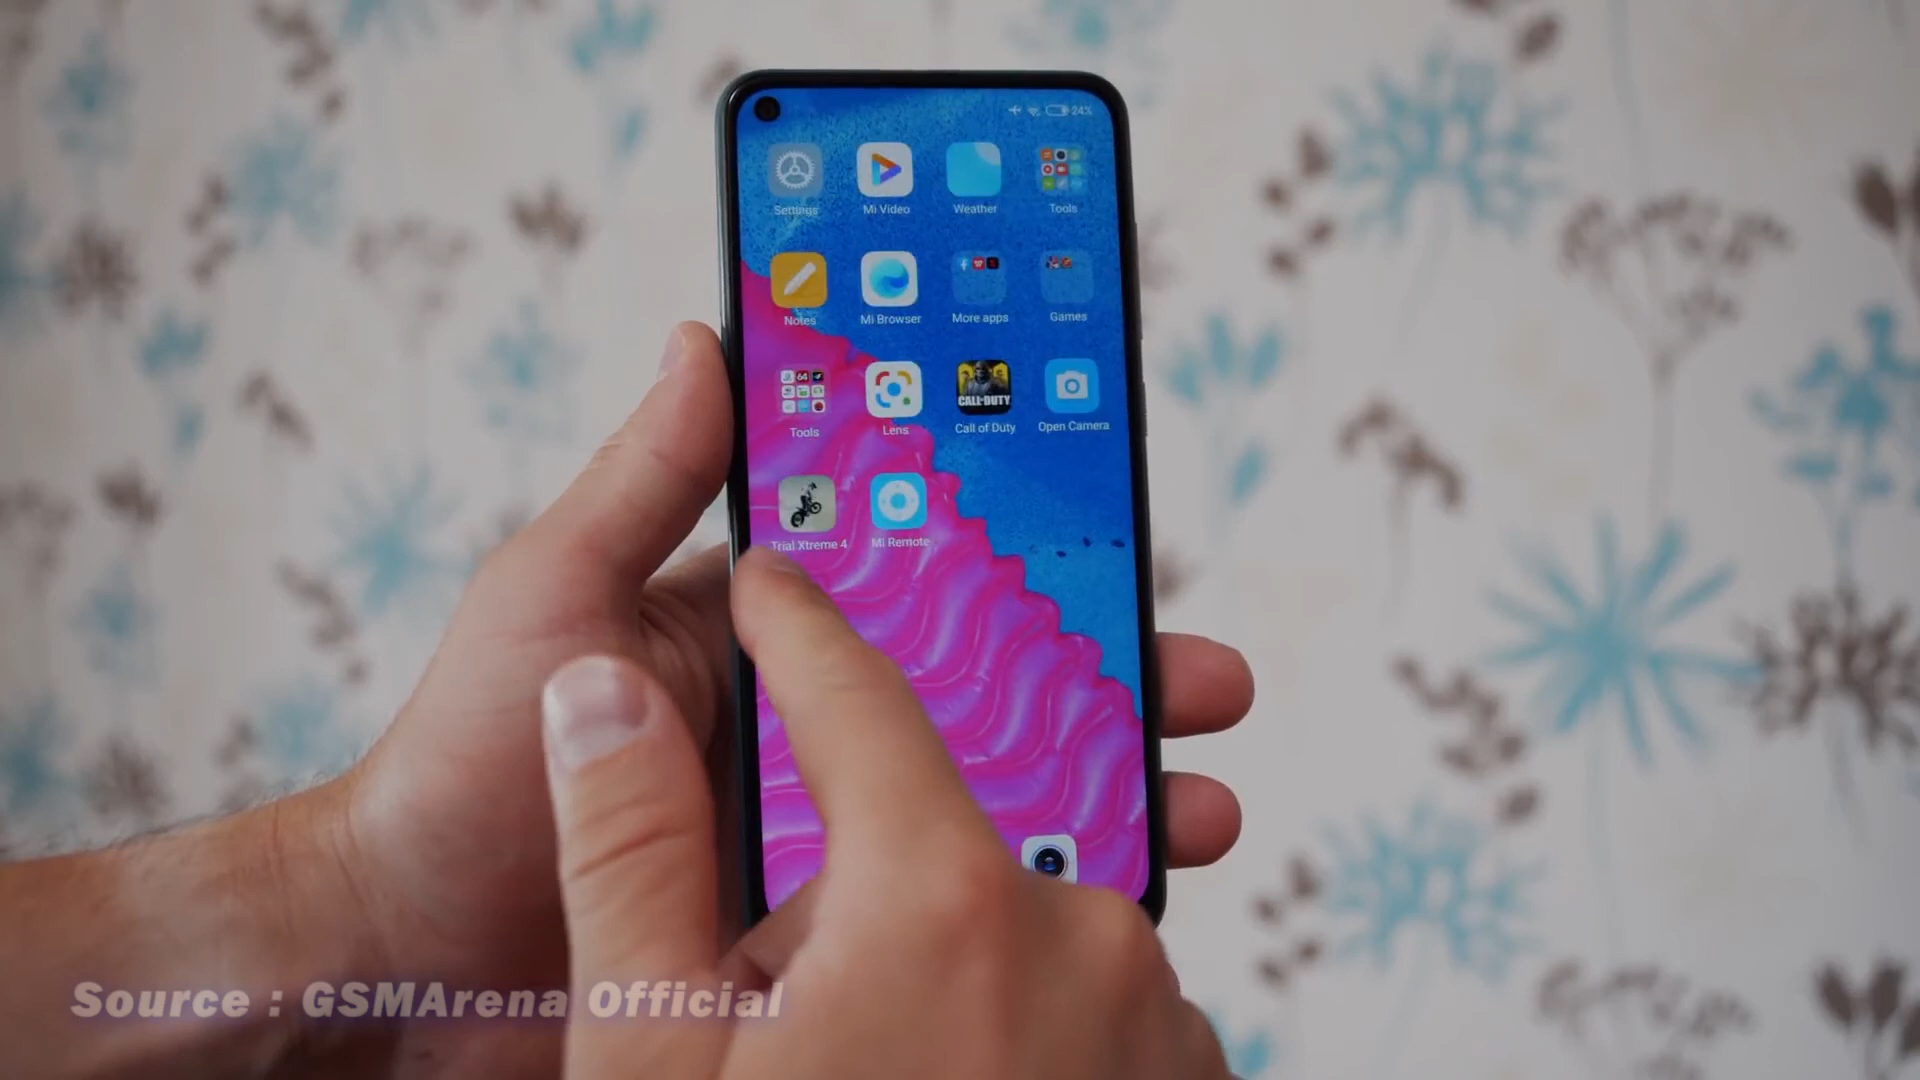 24%
Settings
Mi Video
Weather
Tools
Notes
Mi Browser
More apps
Games
64
CALL·DUTY
Tools
Lens
Call of Duty
Open Camera
Trial Xtreme 4
Mi Remote
Source : GSMArena Official